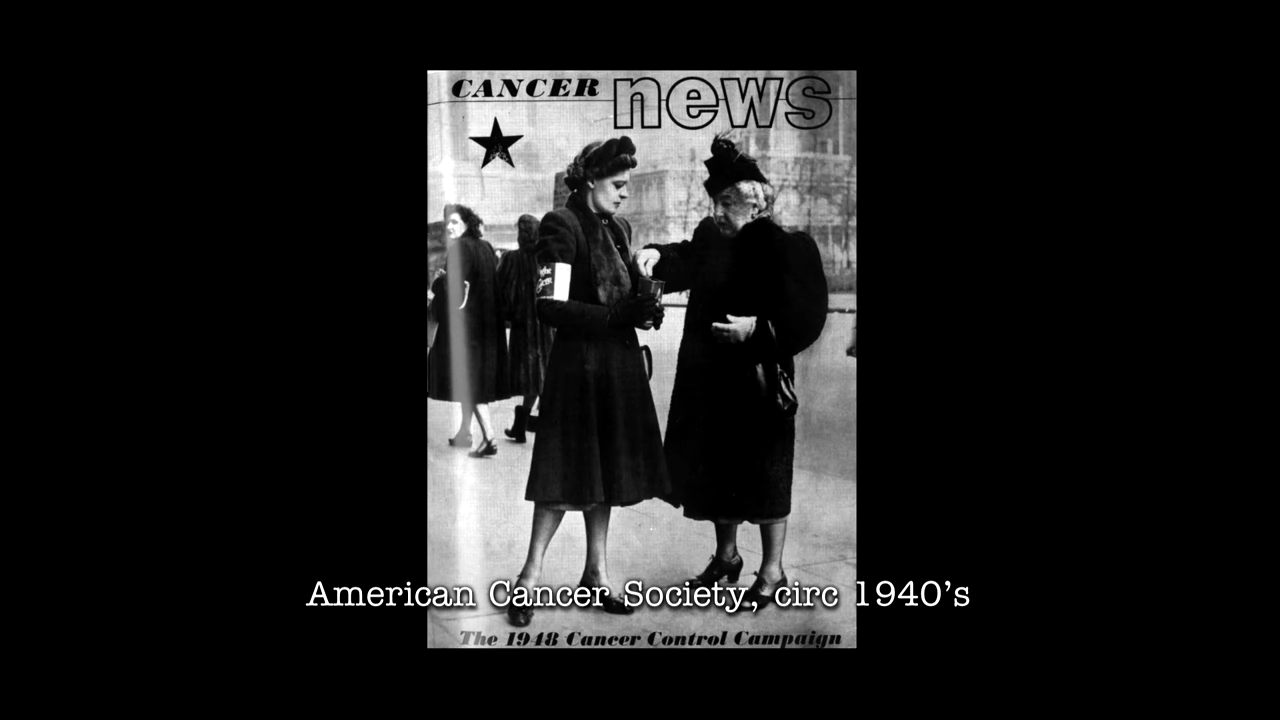 CANCER news
American Cancer Society, circ 1940’s
The 1948 Cancer Control Campaign